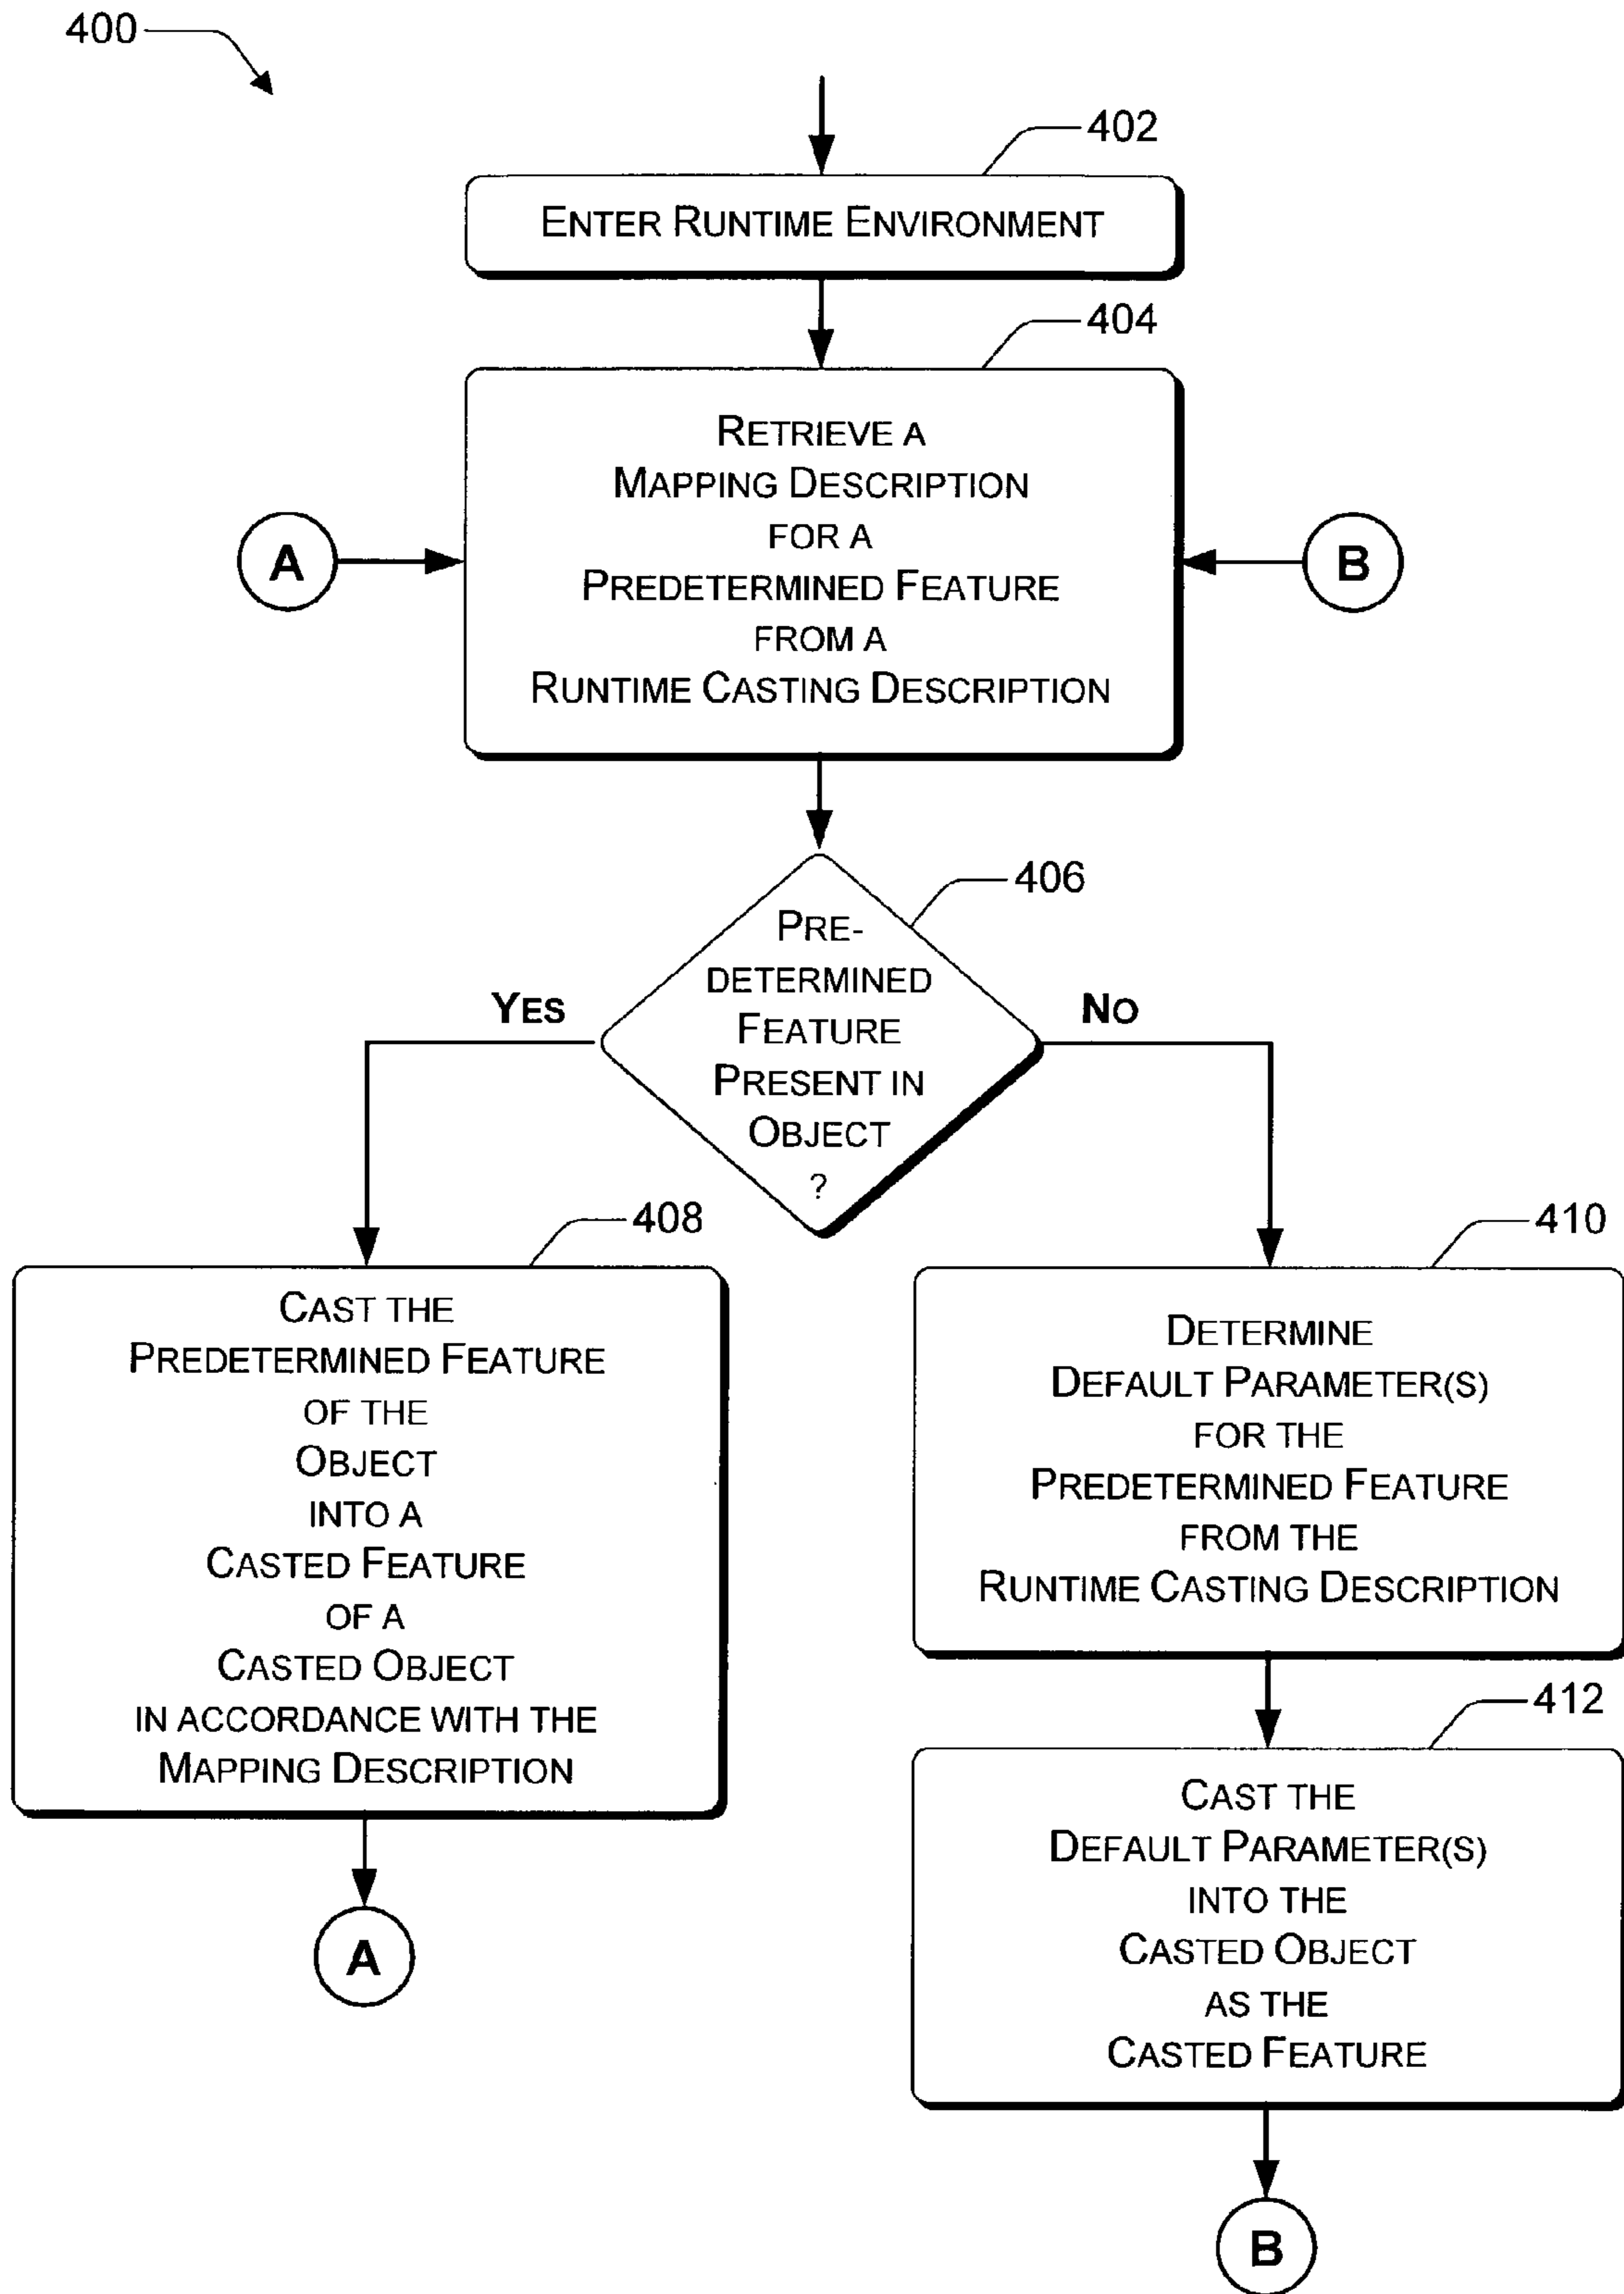 400
402
ENTER RUNTIME ENVIRONMENT
404
RETRIEVE A
MAPPING DESCRIPTION
FOR A
PREDETERMINED FEATURE
FROM A
RUNTIME CASTING DESCRIPTION
A
B
406
PRE-
DETERMINED
FEATURE
PRESENT IN
OBJECT
?
YES
NO
408
CAST THE
PREDETERMINED FEATURE
OF THE
OBJECT
INTO A
CASTED FEATURE
OF A
CASTED OBJECT
IN ACCORDANCE WITH THE
MAPPING DESCRIPTION
A
410
DETERMINE
DEFAULT PARAMETER(S)
FOR THE
PREDETERMINED FEATURE
FROM THE
RUNTIME CASTING DESCRIPTION
412
CAST THE
DEFAULT PARAMETER(S)
INTO THE
CASTED OBJECT
AS THE
CASTED FEATURE
B